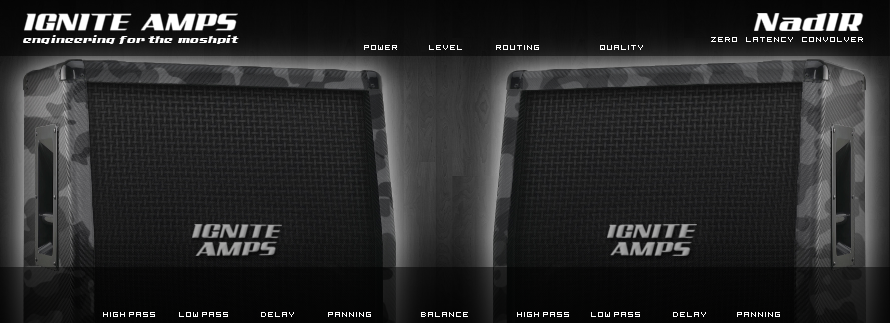 IGNITE AMPS
engineering for the moshpit
NadIR
ZERO LATENCY CONVOLVER
POWER LEVEL ROUTING QUALITY
IGNITE
AMPS
IGNITE
AMPS
HIGH PASS LOW PASS DELAY PANNING BALANCE HIGH PASS LOW PASS DELAY PANNING